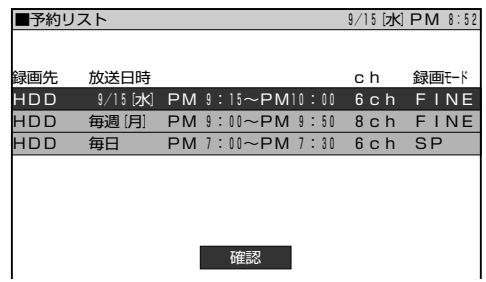 ■予約リスト 9/15[水]PM 8:52
録画先 放送日時 ch 録画モード
HDD 9/15[水] PM 9:15~PM10:00 6ch FINE
HDD 毎週[月] PM 9:00~PM 9:50 8ch FINE
HDD 毎日 PM 7:00~PM 7:30 6ch SP
確認